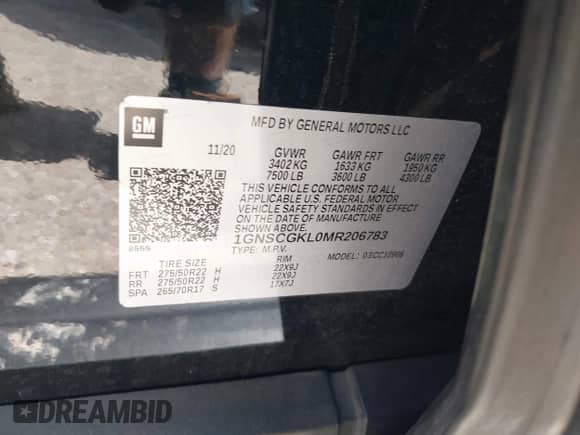 GM
MFD BY GENERAL MOTORS LLC
11/20 GVWR GAWR FRT GAWR RR
3402 KG 1633 KG 1950 KG
7500 LB 3600 LB 4300 LB
THIS VEHICLE CONFORMS TO ALL
APPLICABLE U.S. FEDERAL MOTOR
VEHICLE SAFETY STANDARDS IN EFFECT
ON THE DATE OF MANUFACTURE SHOWN ABOVE.
1GNSCGKL0MR206783
TYPE: M.P.V. MODEL:
TIRE SIZE RIM
FRT 275/50R22 H 22X9J
RR 275/50R22 H 22X9J
SPA 265/70R17 S 17X7J
DREAMBID